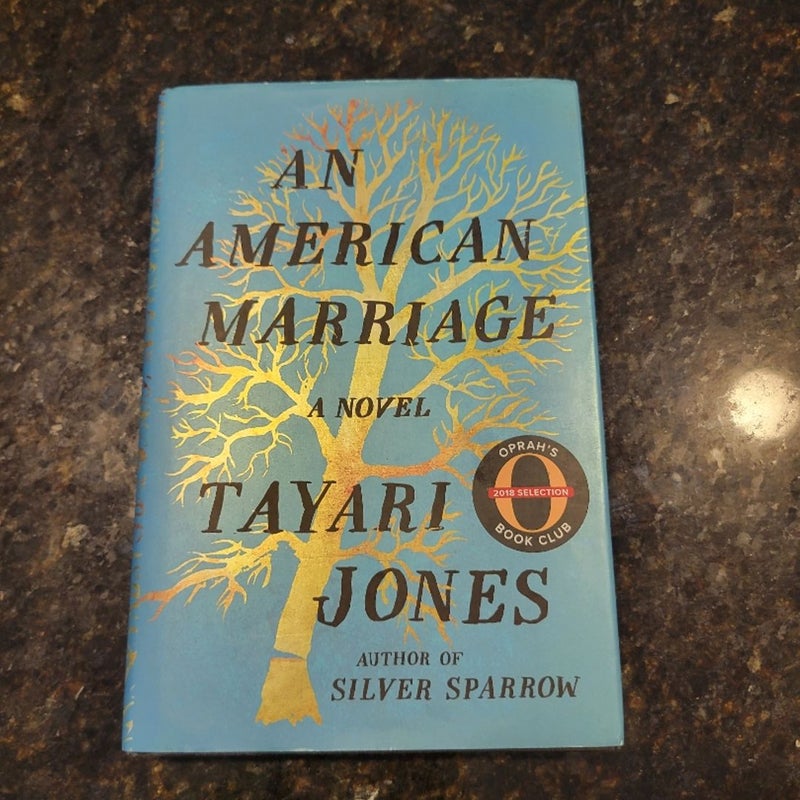 AN
AMERICAN
MARRIAGE
A NOVEL
TAYARI
JONES
OPRAH'S
2018 SELECTION
O
BOOK CLUB
AUTHOR OF
SILVER SPARROW